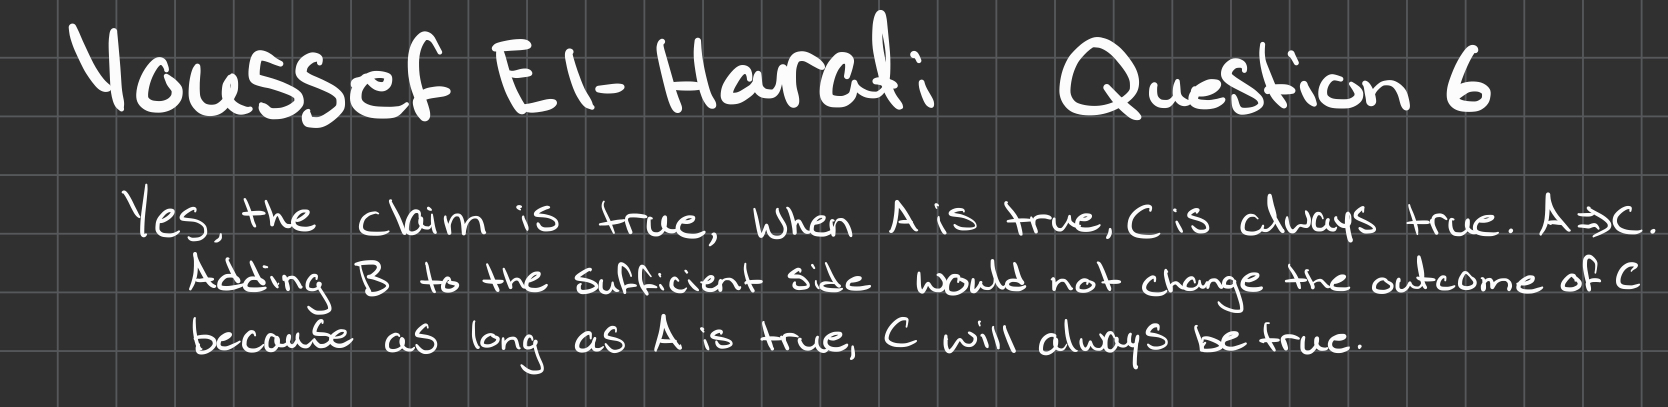 Youssef El-Harati Question 6
Yes, the claim is true, When A is true, C is always true. A⇒C.
Adding B to the sufficient side would not change the outcome of C
because as long as A is true, C will always be true.